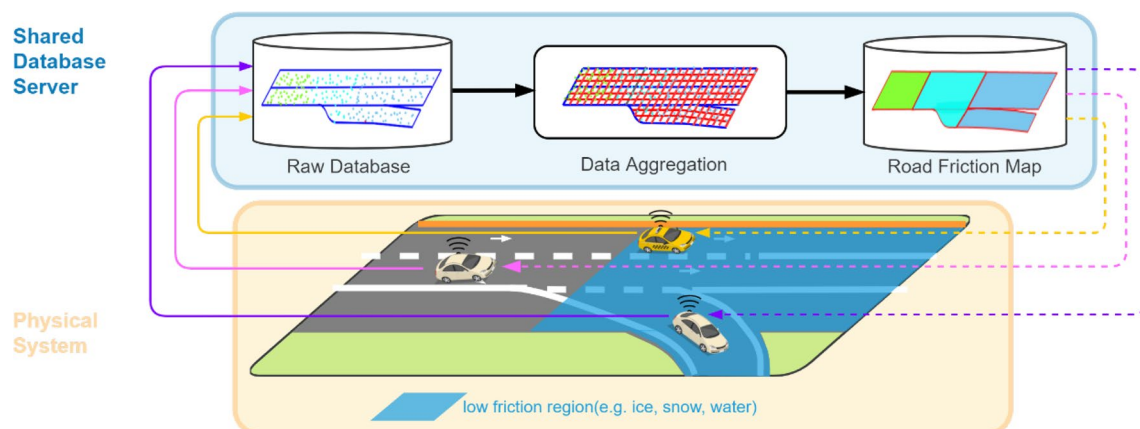 Shared
Database
Server
Raw Database
Data Aggregation
Road Friction Map
Physical
System
low friction region(e.g. ice, snow, water)